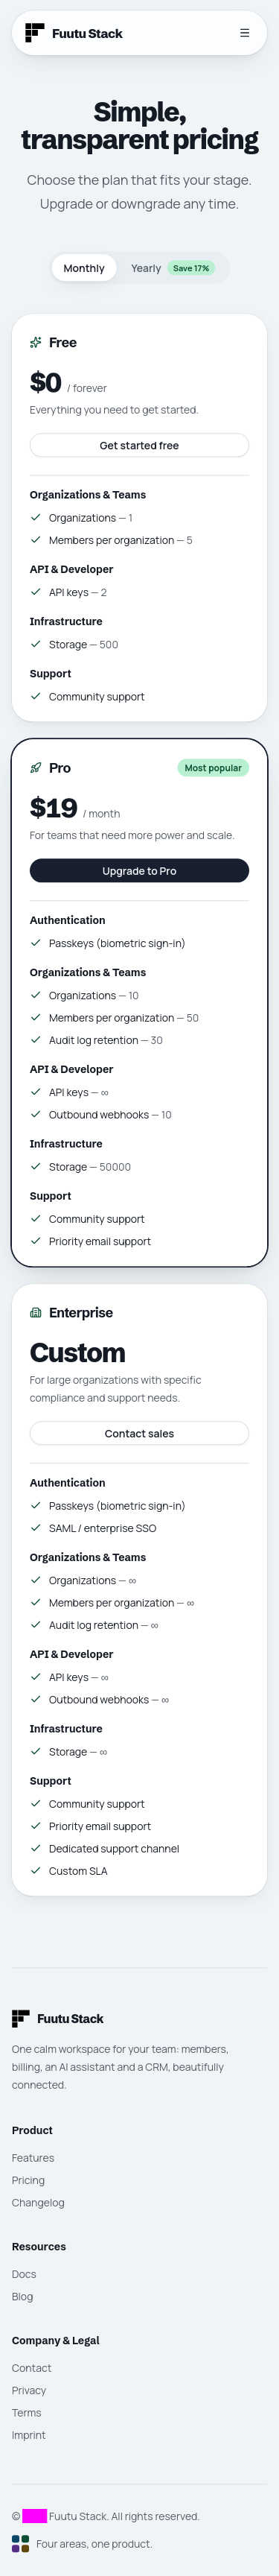 Fuutu Stack
Simple,
transparent pricing
Choose the plan that fits your stage.
Upgrade or downgrade any time.
Monthly Yearly Save 17%
Free
$0 / forever
Everything you need to get started.
Get started free
Organizations & Teams
Organizations — 1
Members per organization — 5
API & Developer
API keys — 2
Infrastructure
Storage — 500
Support
Community support
Pro Most popular
$19 / month
For teams that need more power and scale.
Upgrade to Pro
Authentication
Passkeys (biometric sign-in)
Organizations & Teams
Organizations — 10
Members per organization — 50
Audit log retention — 30
API & Developer
API keys — ∞
Outbound webhooks — 10
Infrastructure
Storage — 50000
Support
Community support
Priority email support
Enterprise
Custom
For large organizations with specific
compliance and support needs.
Contact sales
Authentication
Passkeys (biometric sign-in)
SAML / enterprise SSO
Organizations & Teams
Organizations — ∞
Members per organization — ∞
Audit log retention — ∞
API & Developer
API keys — ∞
Outbound webhooks — ∞
Infrastructure
Storage — ∞
Support
Community support
Priority email support
Dedicated support channel
Custom SLA
Fuutu Stack
One calm workspace for your team: members,
billing, an AI assistant and a CRM, beautifully
connected.
Product
Features
Pricing
Changelog
Resources
Docs
Blog
Company & Legal
Contact
Privacy
Terms
Imprint
© Fuutu Stack. All rights reserved.
Four areas, one product.